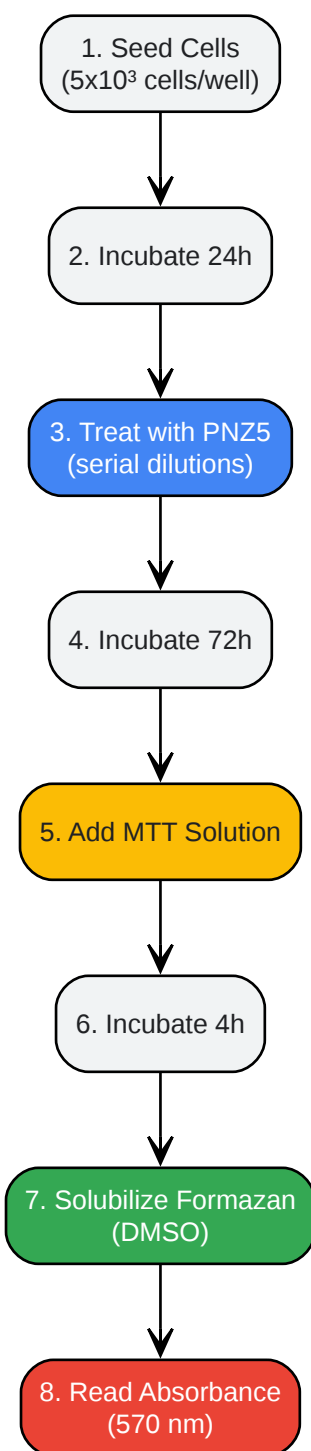 1. Seed Cells
(5x10³ cells/well)
2. Incubate 24h
3. Treat with PNZ5
(serial dilutions)
4. Incubate 72h
5. Add MTT Solution
6. Incubate 4h
7. Solubilize Formazan
(DMSO)
8. Read Absorbance
(570 nm)